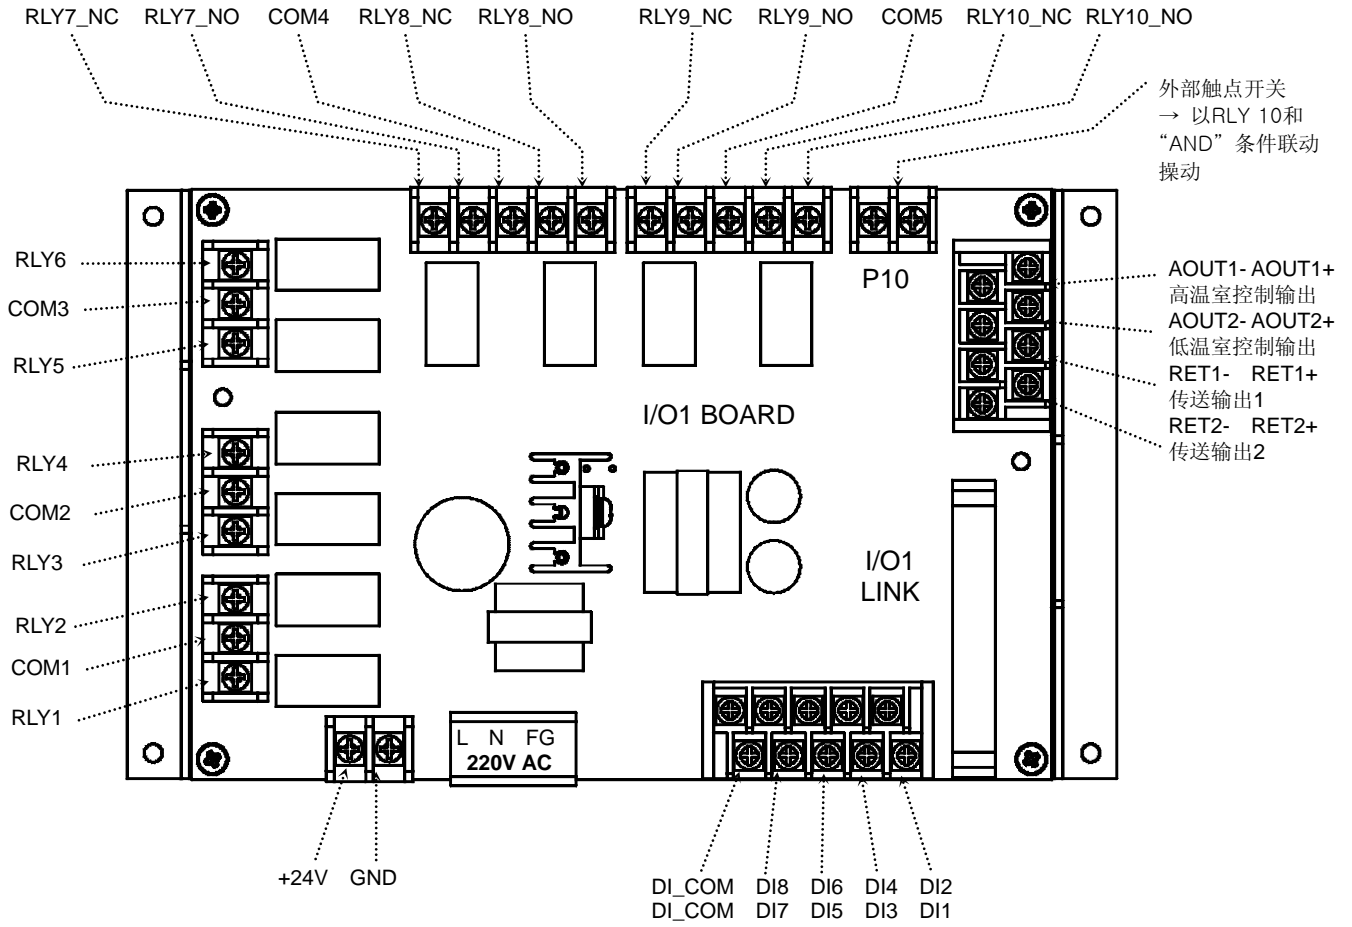 RLY7_NC RLY7_NO COM4 RLY8_NC RLY8_NO RLY9_NC RLY9_NO COM5 RLY10_NC RLY10_NO
外部触点开关
→ 以RLY 10和
“AND”条件联动
操动
P10
RLY6
COM3
RLY5
RLY4
COM2
RLY3
RLY2
COM1
RLY1
AOUT1- AOUT1+
高温室控制输出
AOUT2- AOUT2+
低温室控制输出
RET1- RET1+
传送输出1
RET2- RET2+
传送输出2
I/O1 BOARD
I/O1
LINK
L N FG
220V AC
+24V GND
DI_COM DI8 DI6 DI4 DI2
DI_COM DI7 DI5 DI3 DI1